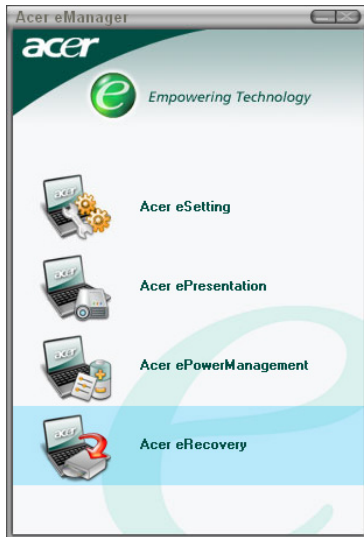 Acer eManager
acer
e
Empowering Technology
Acer eSetting
Acer ePresentation
Acer ePowerManagement
Acer eRecovery